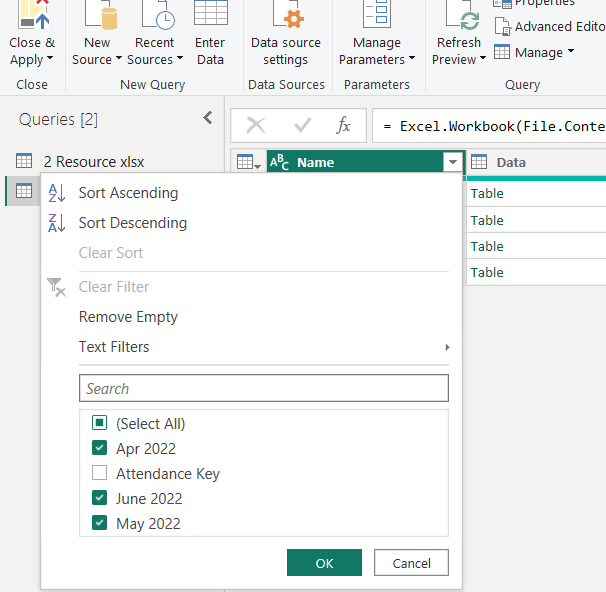 Close &
Apply
New
Source
Recent
Sources
Enter
Data
Data source
settings
Manage
Parameters
Refresh
Preview
Properties
Advanced Edito
Manage
Close
New Query
Data Sources
Parameters
Query
Queries [2]
fx
= Excel.Workbook(File.Conte
2 Resource xlsx
ABC Name
Data
Table
Table
Table
Table
Sort Ascending
Sort Descending
Clear Sort
Clear Filter
Remove Empty
Text Filters
Search
(Select All)
Apr 2022
Attendance Key
June 2022
May 2022
OK
Cancel